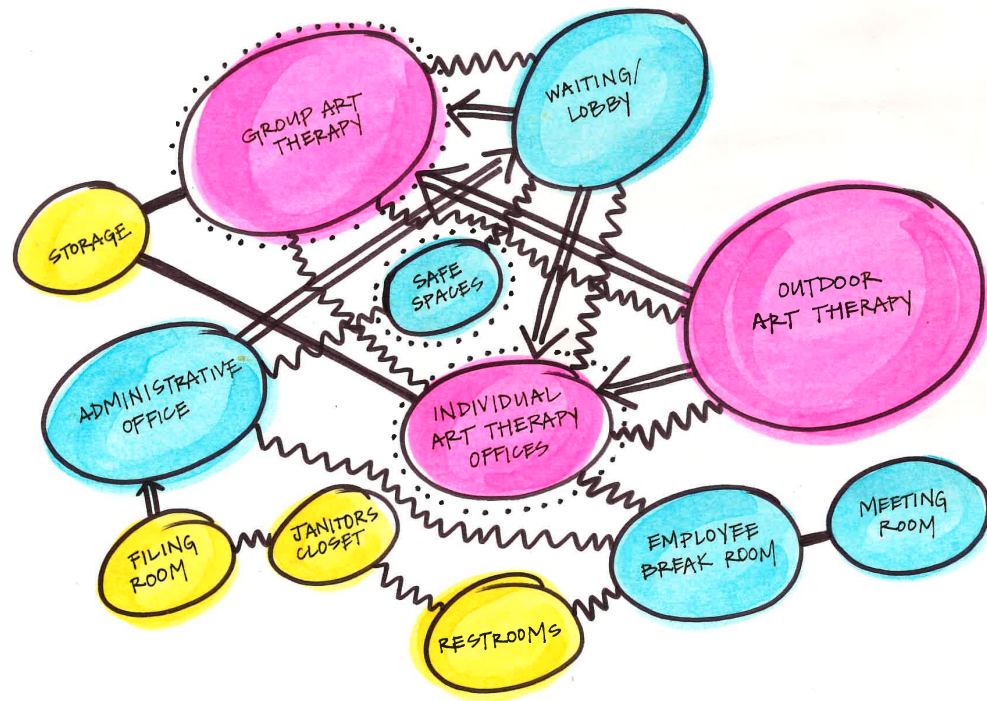 GROUP ART
THERAPY
WAITING/
LOBBY
STORAGE
SAFE
SPACES
OUTDOOR
ART THERAPY
ADMINISTRATIVE
OFFICE
INDIVIDUAL
ART THERAPY
OFFICES
FILING
ROOM
JANITORS
CLOSET
EMPLOYEE
BREAK ROOM
MEETING
ROOM
RESTROOMS